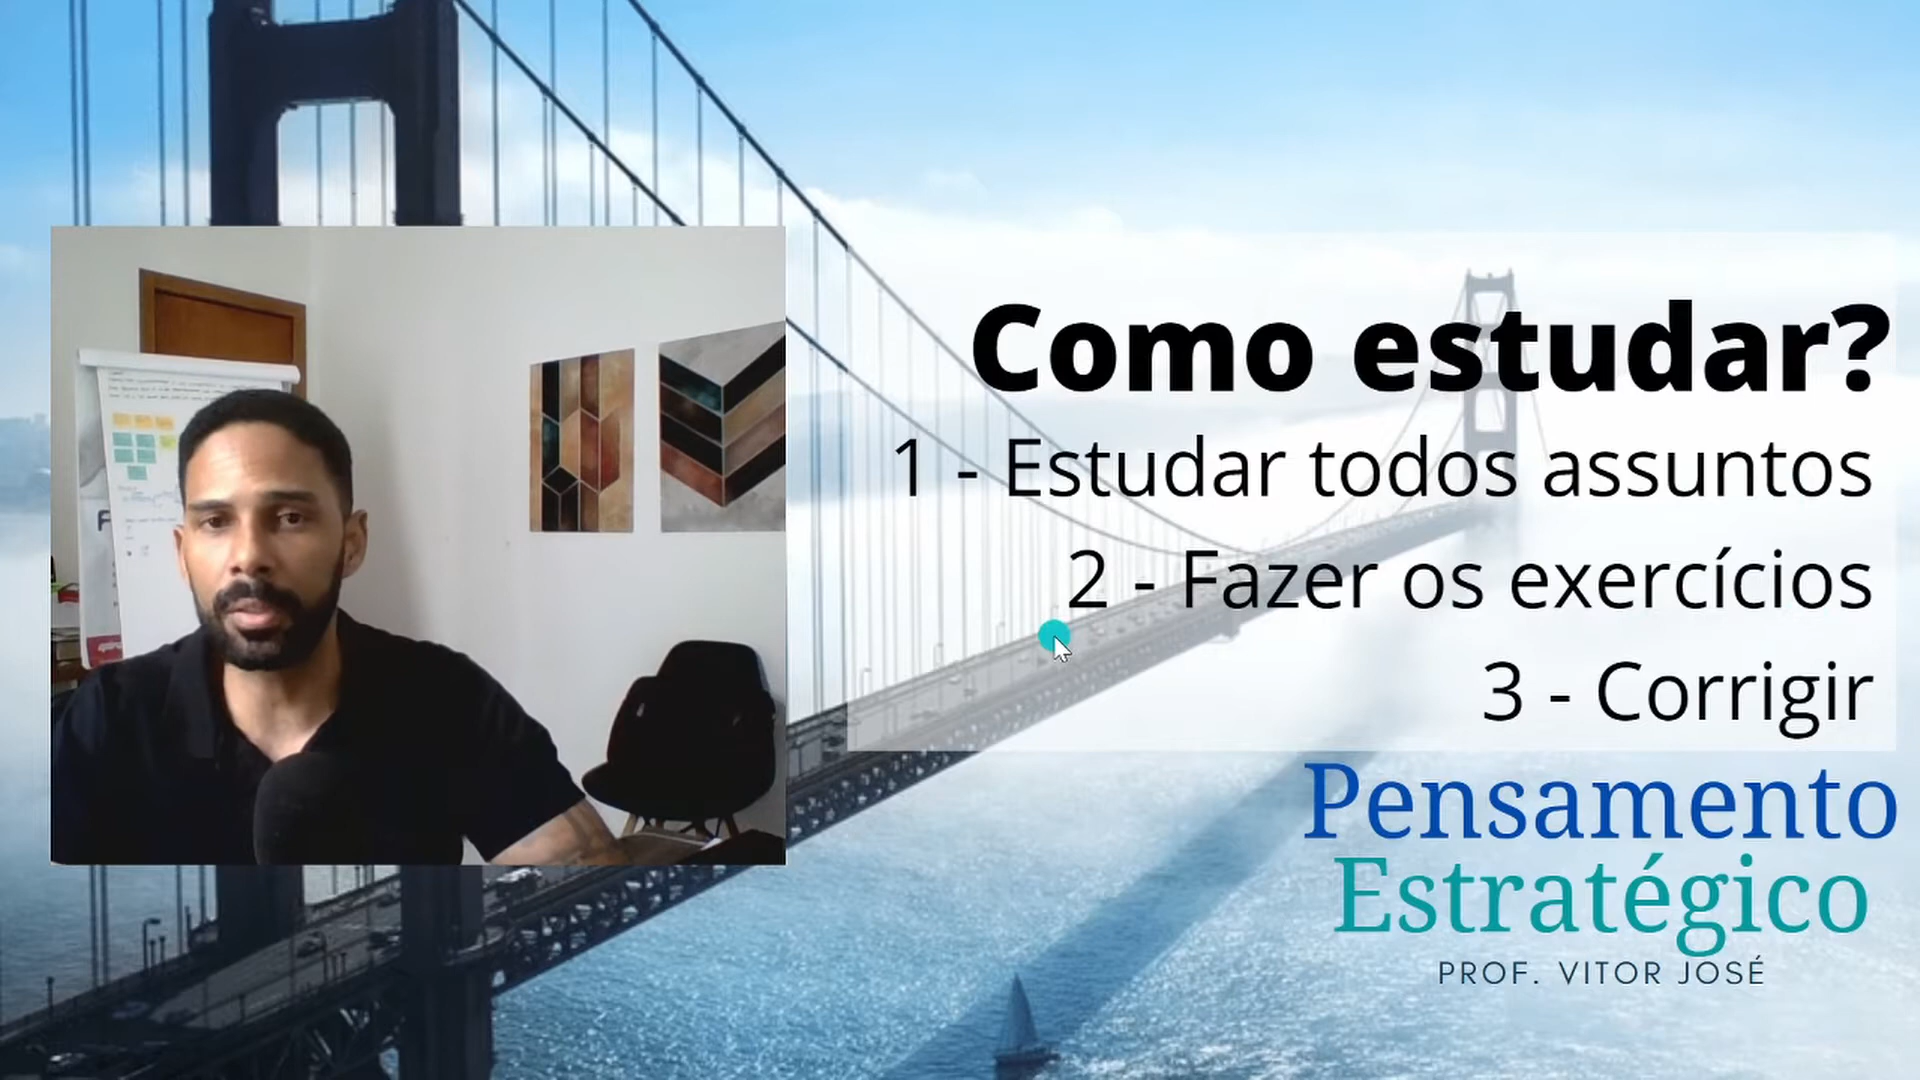 Como estudar?
1 - Estudar todos assuntos
2 - Fazer os exercícios
3 - Corrigir
Pensamento
Estratégico
PROF. VITOR JOSÉ